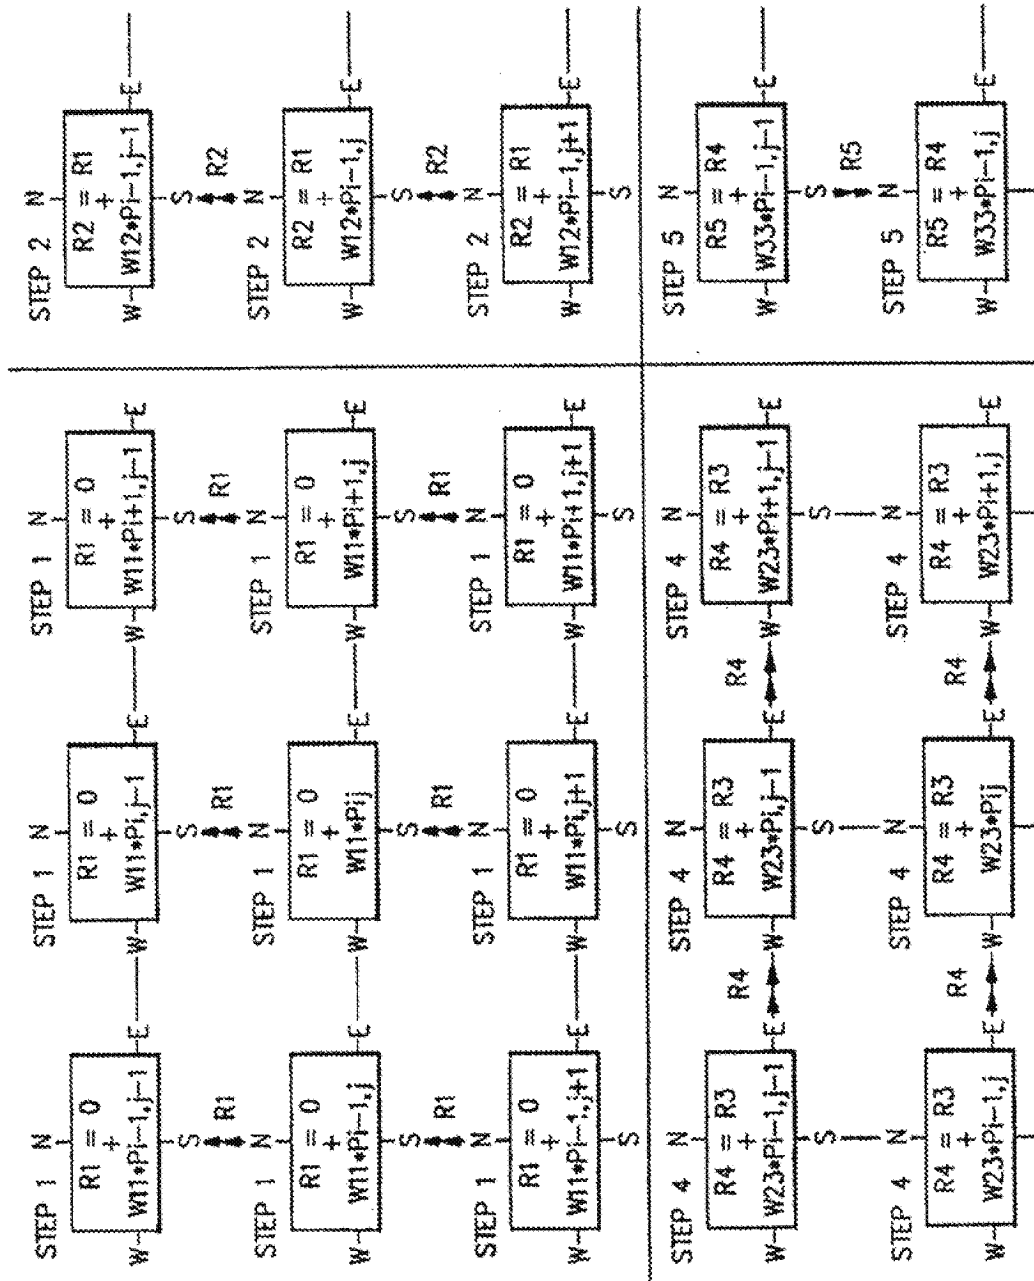 STEP 1 N STEP 1 N STEP 1 N STEP 2 N
R1 = 0 R1 = 0 R1 = 0 R2 = R1
+ + + +
W W11*Pi-1,j-1 E W W11*Pi,j-1 E W W11*Pi+1,j-1 E W W12*Pi-1,j-1 E
S S S S
R1 R1 R1 R2
STEP 1 N STEP 1 N STEP 1 N STEP 2 N
R1 = 0 R1 = 0 R1 = 0 R2 = R1
+ + + +
W W11*Pi-1,j E W W11*Pij E W W11*Pi+1,j E W W12*Pi-1,j E
S S S S
R1 R1 R1 R2
STEP 1 N STEP 1 N STEP 1 N STEP 2 N
R1 = 0 R1 = 0 R1 = 0 R2 = R1
+ + + +
W W11*Pi-1,j+1 E W W11*Pi,j+1 E W W11*Pi+1,j+1 E W W12*Pi-1,j+1 E
S S S S
STEP 4 N STEP 4 N STEP 4 N STEP 5 N
R4 = R3 R4 = R3 R4 = R3 R5 = R4
+ R4 + R4 + +
W W23*Pi-1,j-1 E W W23*Pi,j-1 E W W23*Pi+1,j-1 E W W33*Pi-1,j-1 E
S S S S
R5
STEP 4 N STEP 4 N STEP 4 N STEP 5 N
R4 = R3 R4 = R3 R4 = R3 R5 = R4
+ R4 + R4 + +
W W23*Pi-1,j E W W23*Pij E W W23*Pi+1,j E W W33*Pi-1,j E